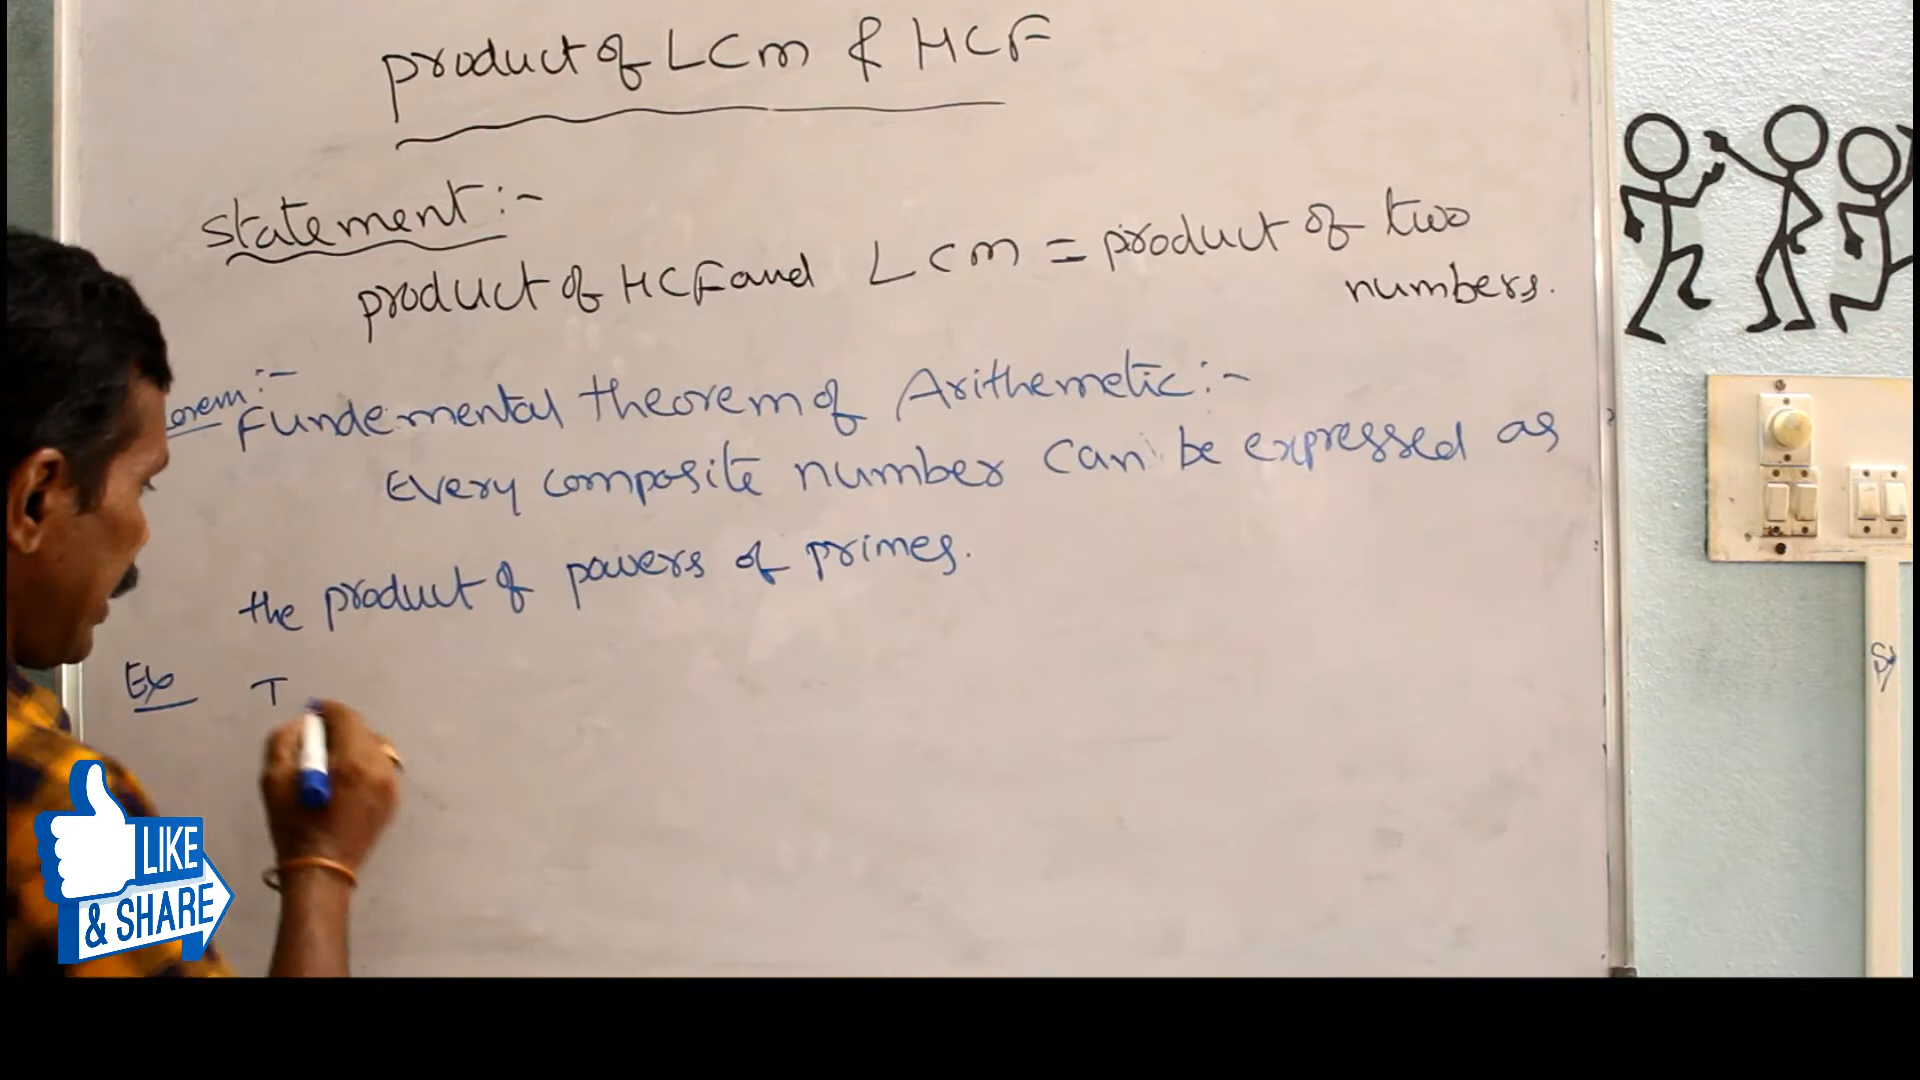 product of LCM & HCF
statement :-
product of HCF and LCM = product of two
numbers.
orem :-
Fundemental theorem of Arithemetic :-
Every composite number can be expressed as
the product of powers of primes.
Ex T
LIKE
& SHARE